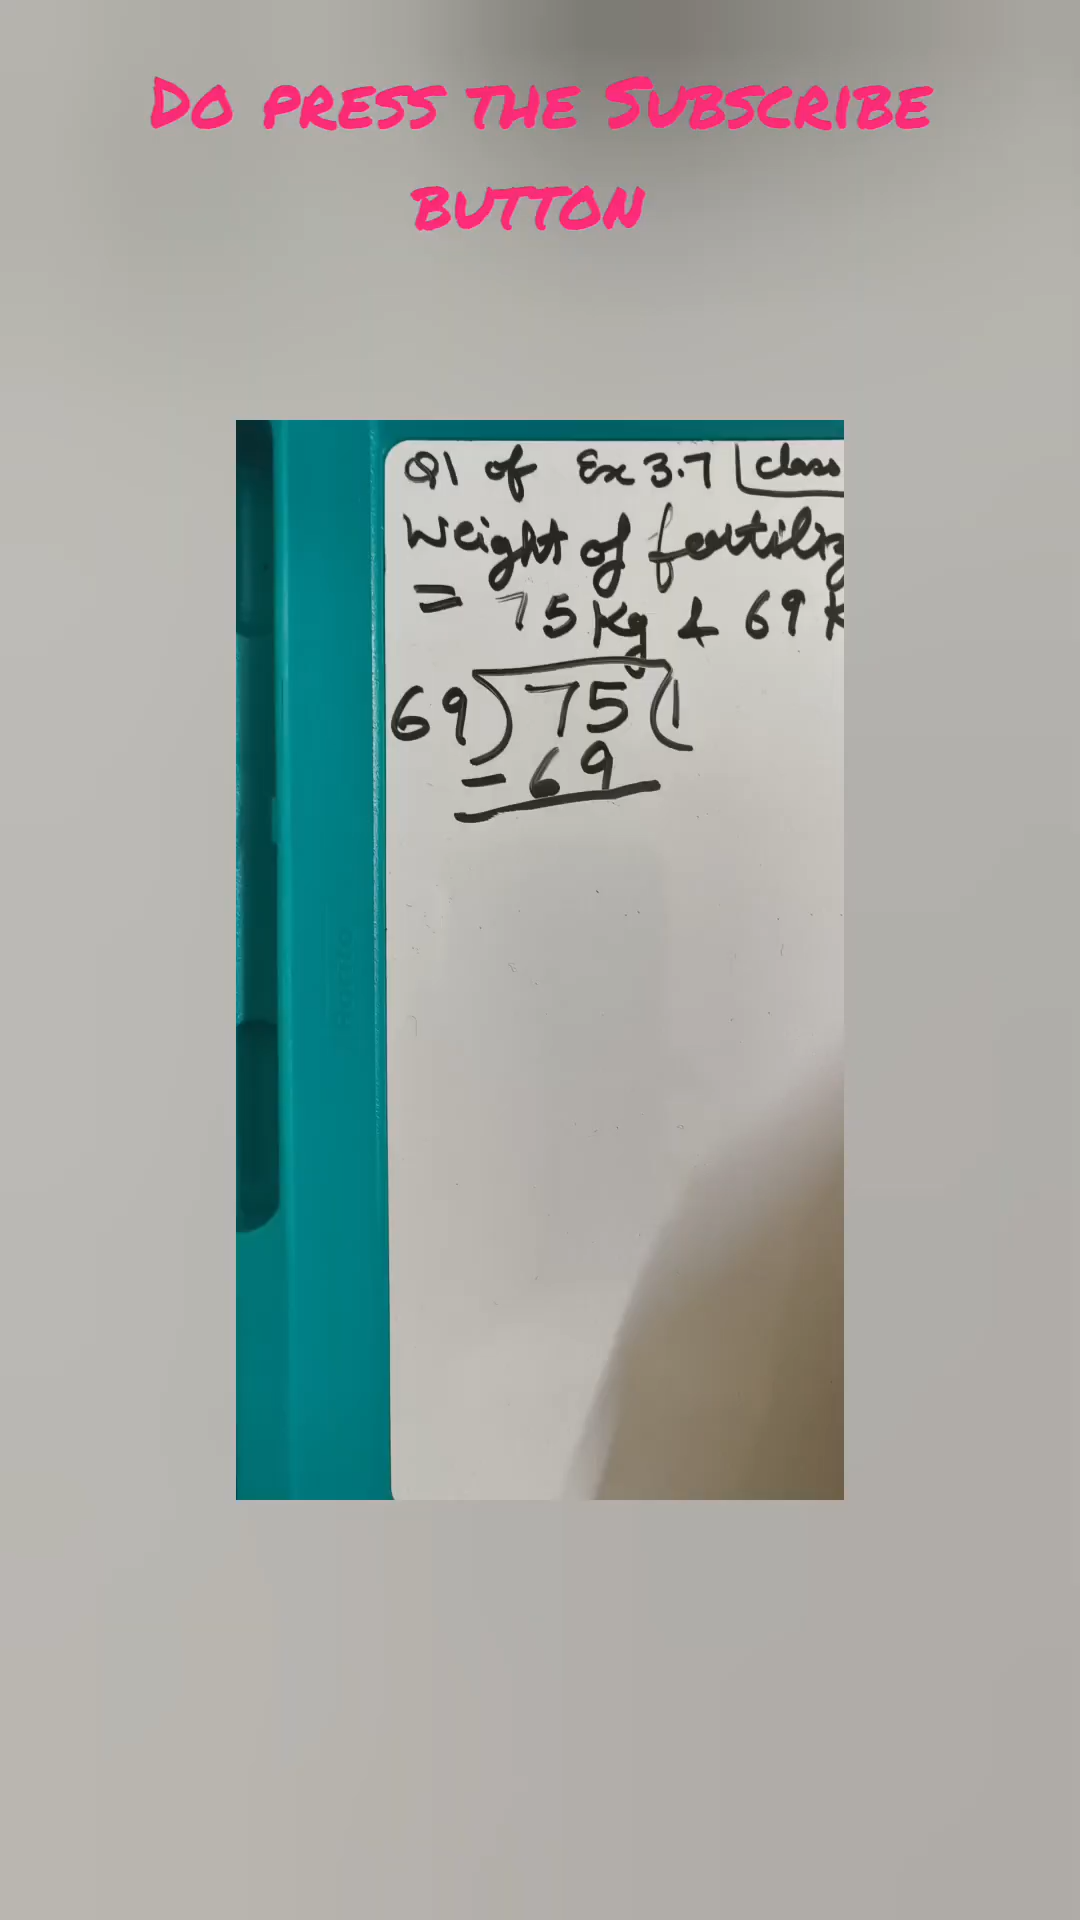 Do press the Subscribe
button
Q1 of Ex 3.7 class
Weight of
= 75 Kg & 69 K
69) 75 (1
- 69